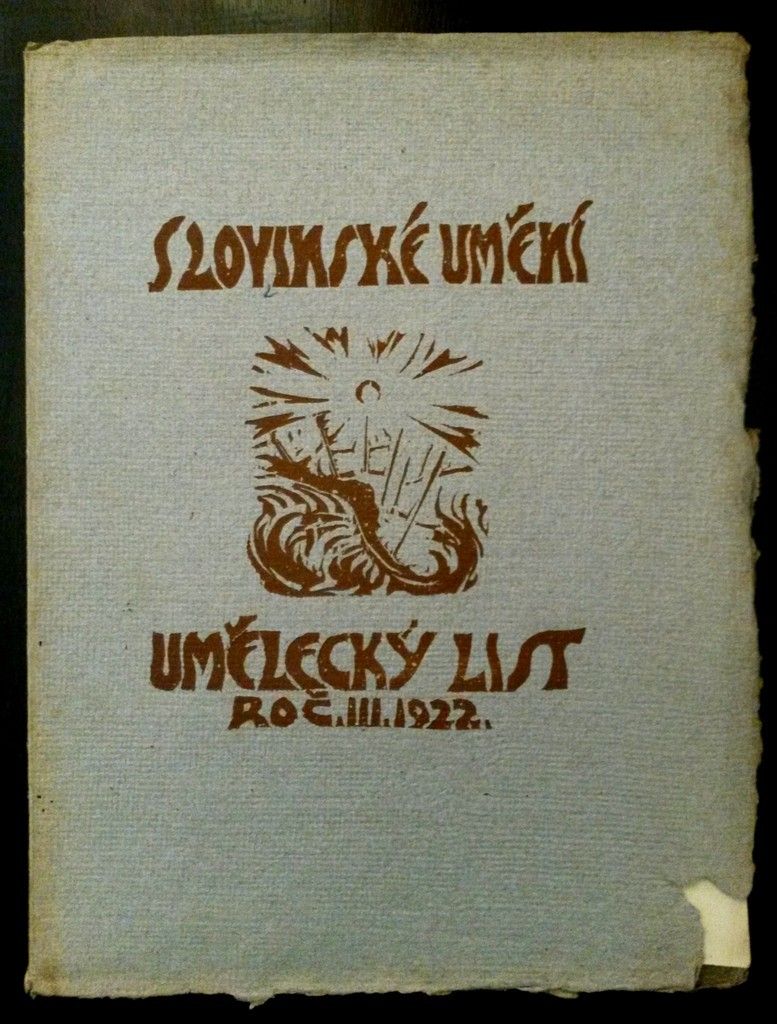 SLOVINSKÉ UMĚNÍ
UMĚLECKÝ LIST
ROČ. III. 1922.